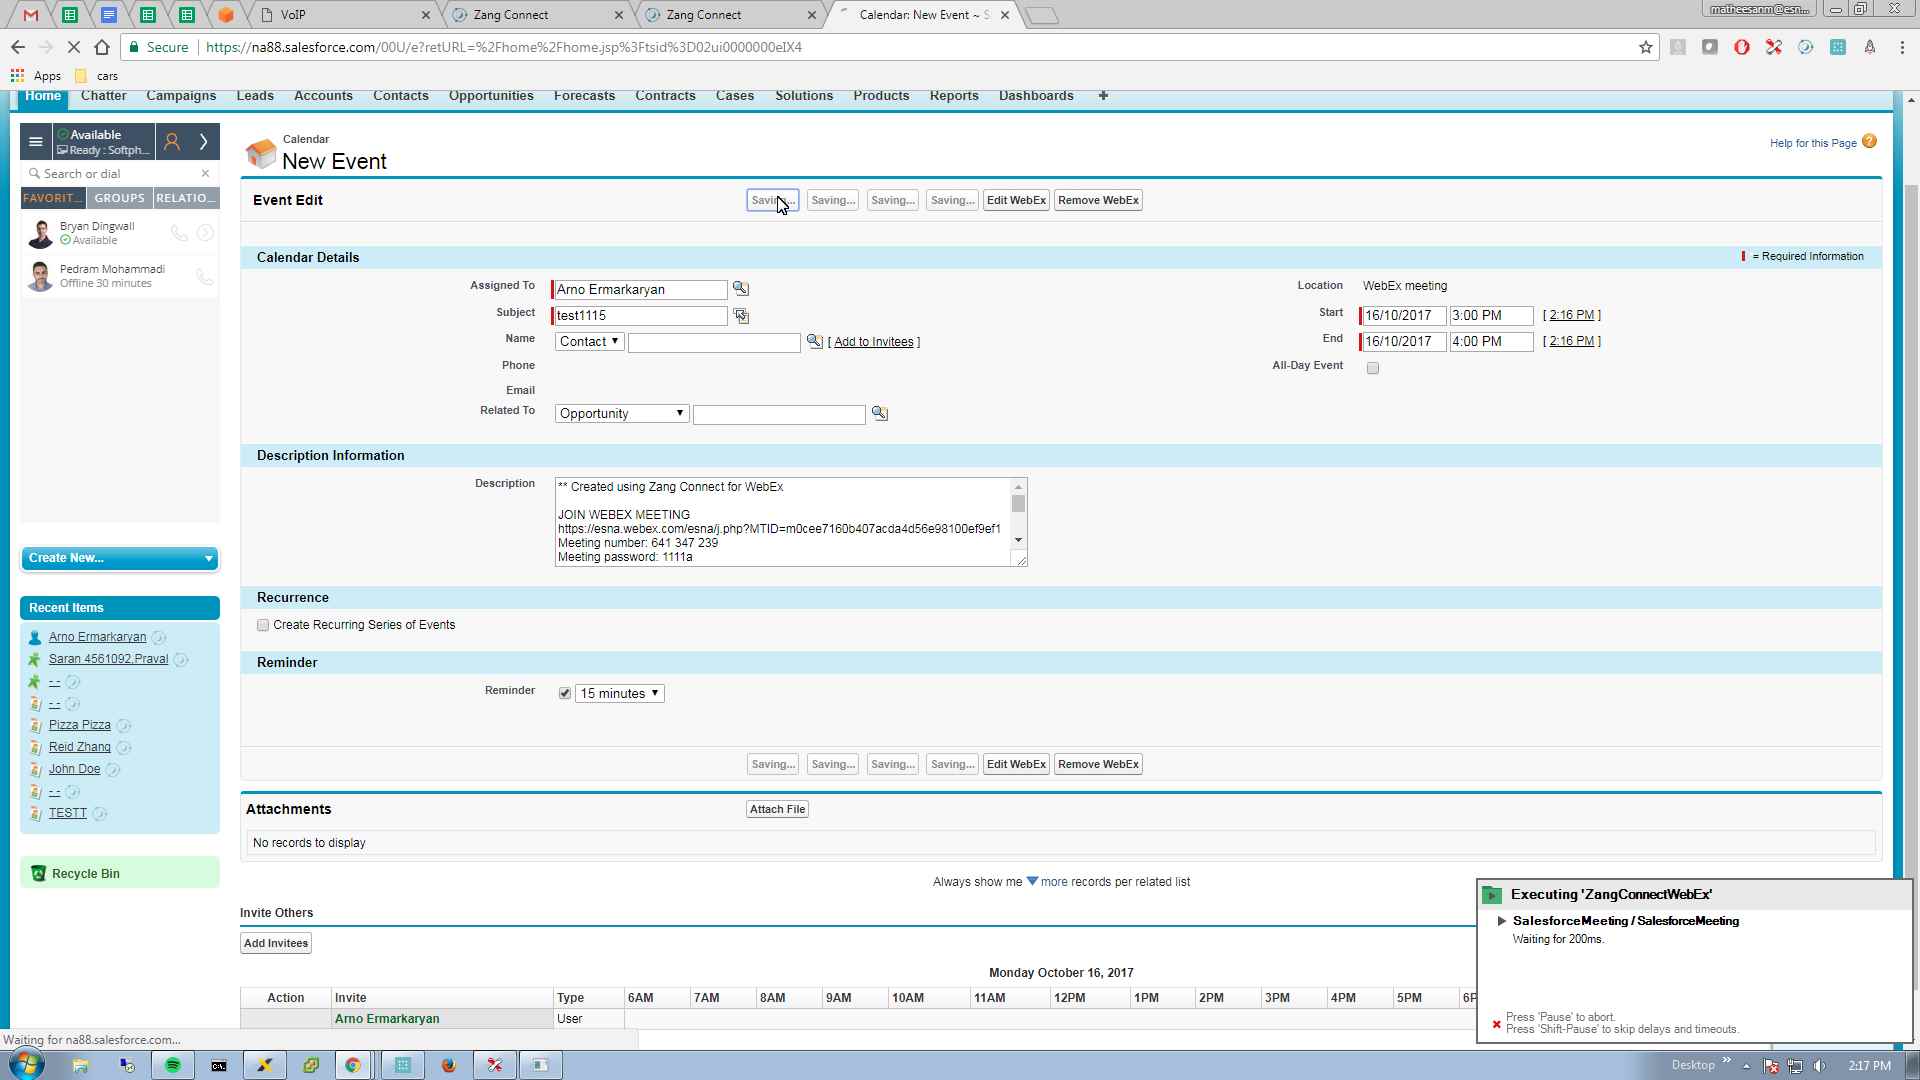 VoIP
Zang Connect
Zang Connect
Calendar: New Event ~ S
matheesanm@esn...
Secure
https://na88.salesforce.com/00U/e?retURL=%2Fhome%2Fhome.jsp%3Ftsid%3D02ui0000000eIX4
Apps
cars
Home
Chatter
Campaigns
Leads
Accounts
Contacts
Opportunities
Forecasts
Contracts
Cases
Solutions
Products
Reports
Dashboards
+
Available
Ready : Softph...
Search or dial
FAVORIT...
GROUPS
RELATIO...
Bryan Dingwall
Available
Pedram Mohammadi
Offline 30 minutes
Create New...
Recent Items
Arno Ermarkaryan
Saran 4561092,Praval
- -
- -
Pizza Pizza
Reid Zhang
John Doe
- -
TESTT
Recycle Bin
Calendar
New Event
Help for this Page
Event Edit
Saving...
Saving...
Saving...
Saving...
Edit WebEx
Remove WebEx
Calendar Details
= Required Information
Assigned To
Arno Ermarkaryan
Subject
test1115
Name
Contact
[ Add to Invitees ]
Phone
Email
Related To
Opportunity
Location
WebEx meeting
Start
16/10/2017
3:00 PM
[ 2:16 PM ]
End
16/10/2017
4:00 PM
[ 2:16 PM ]
All-Day Event
Description Information
Description
** Created using Zang Connect for WebEx
JOIN WEBEX MEETING
https://esna.webex.com/esna/j.php?MTID=m0cee7160b407acda4d56e98100ef9ef1
Meeting number: 641 347 239
Meeting password: 1111a
Recurrence
Create Recurring Series of Events
Reminder
Reminder
15 minutes
Saving...
Saving...
Saving...
Saving...
Edit WebEx
Remove WebEx
Attachments
Attach File
No records to display
Always show me more records per related list
Invite Others
Add Invitees
Monday October 16, 2017
Action
Invite
Type
6AM
7AM
8AM
9AM
10AM
11AM
12PM
1PM
2PM
3PM
4PM
5PM
Arno Ermarkaryan
User
Executing 'ZangConnectWebEx'
SalesforceMeeting / SalesforceMeeting
Waiting for 200ms.
Press 'Pause' to abort.
Press 'Shift-Pause' to skip delays and timeouts.
Waiting for na88.salesforce.com...
Desktop
2:17 PM